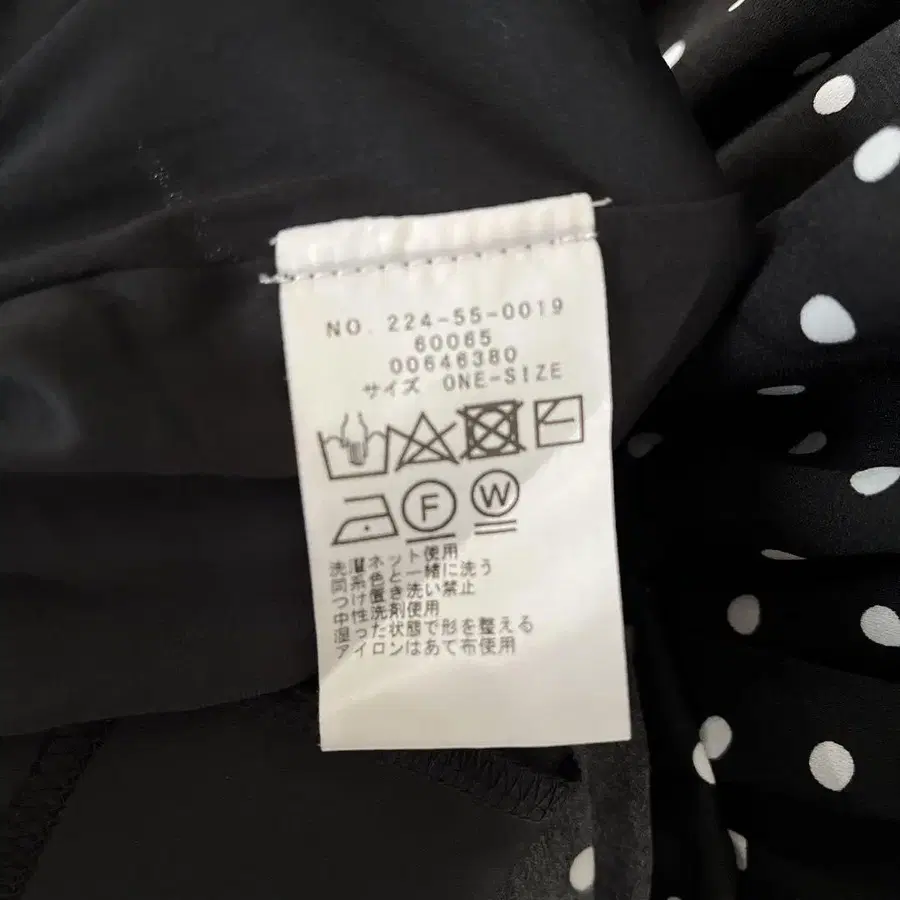 NO. 224-55-0019
60065
00646380
サイズ ONE-SIZE
F W
洗濯ネット使用
同系色と一緒に洗う
つけ置き洗い禁止
中性洗剤使用
湿った状態で形を整える
アイロンはあて布使用